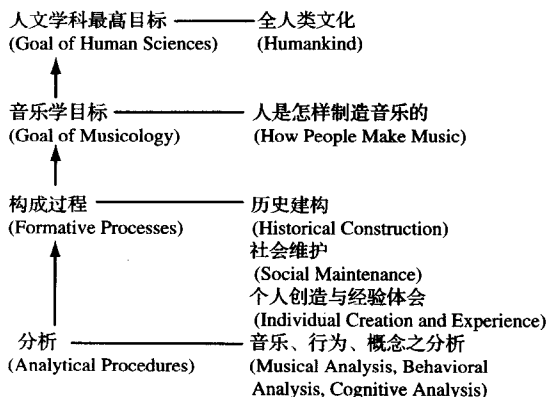 人文学科最高目标 全人类文化
(Goal of Human Sciences) (Humankind)
音乐学目标 人是怎样制造音乐的
(Goal of Musicology) (How People Make Music)
构成过程 历史建构
(Formative Processes) (Historical Construction)
社会维护
(Social Maintenance)
个人创造与经验体会
(Individual Creation and Experience)
分析 音乐、行为、概念之分析
(Analytical Procedures) (Musical Analysis, Behavioral
Analysis, Cognitive Analysis)